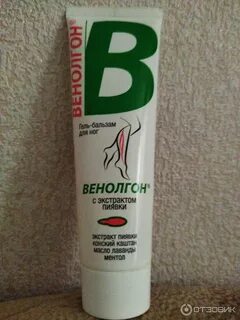 ВЕНОЛГОН®
В
Гель-бальзам
для ног
ВЕНОЛГОН®
с экстрактом
пиявки
экстракт пиявки
конский каштан
масло лаванды
ментол
ОТЗОВИК